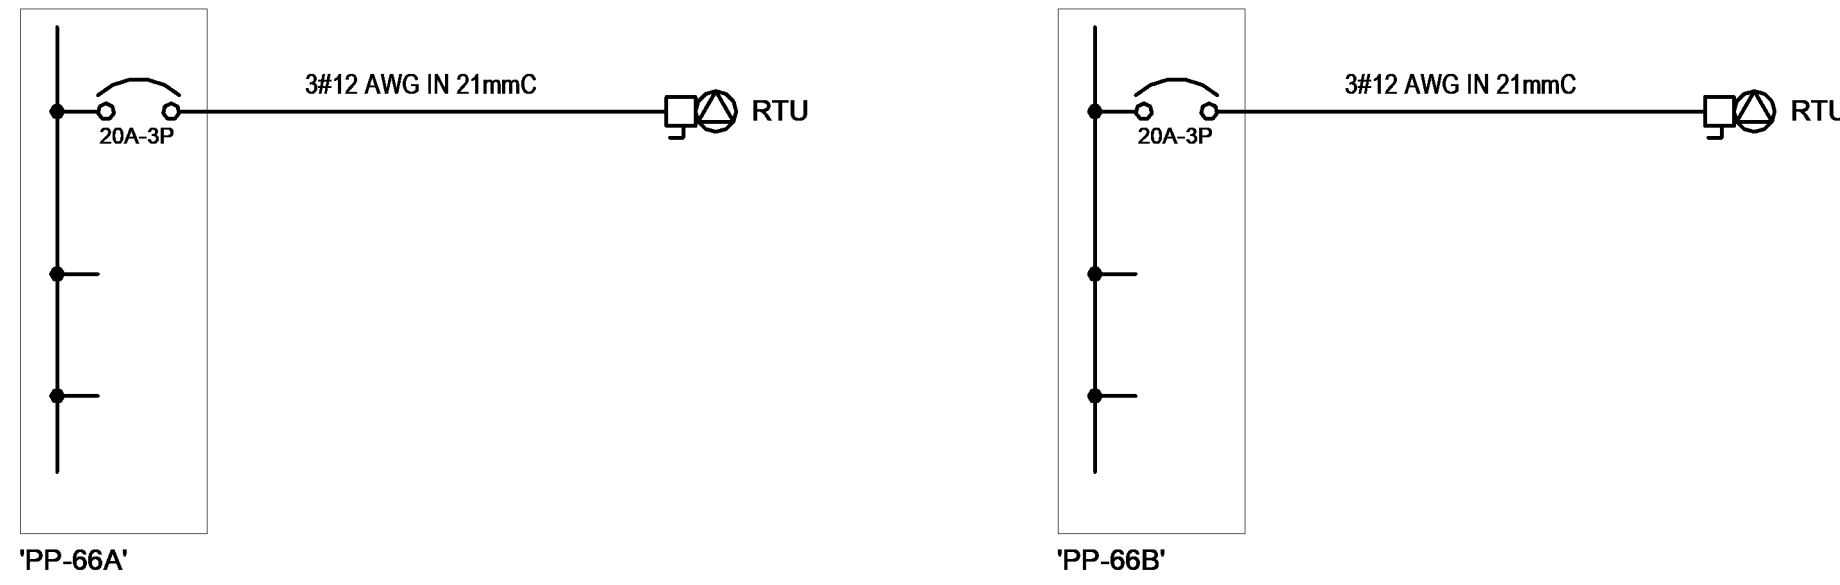 3#12 AWG IN 21mmC
RTU
20A-3P
'PP-66A'
3#12 AWG IN 21mmC
RTU
20A-3P
'PP-66B'